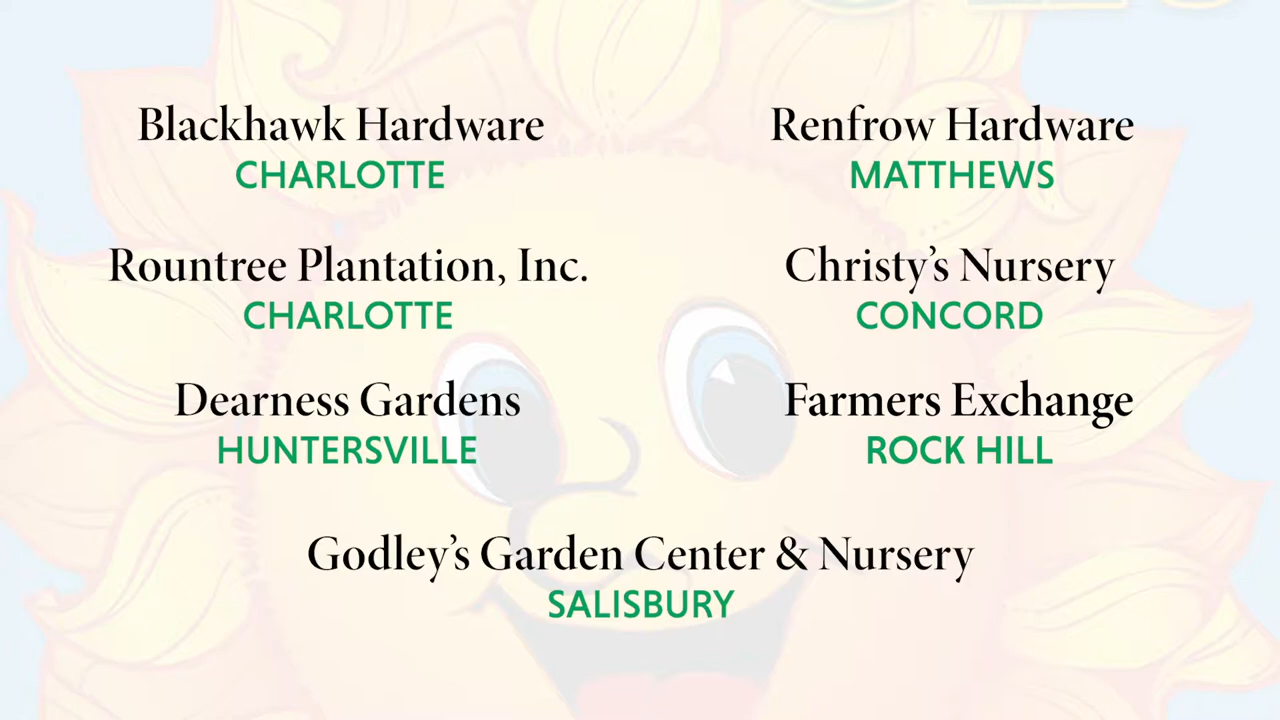 Blackhawk Hardware
CHARLOTTE
Renfrow Hardware
MATTHEWS
Rountree Plantation, Inc.
CHARLOTTE
Christy's Nursery
CONCORD
Dearness Gardens
HUNTERSVILLE
Farmers Exchange
ROCK HILL
Godley's Garden Center & Nursery
SALISBURY